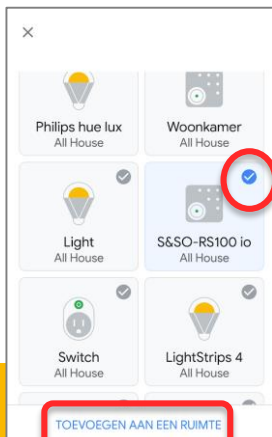 Philips hue lux
All House
Woonkamer
All House
Light
All House
S&SO-RS100 io
All House
Switch
All House
LightStrips 4
All House
TOEVOEGEN AAN EEN RUIMTE